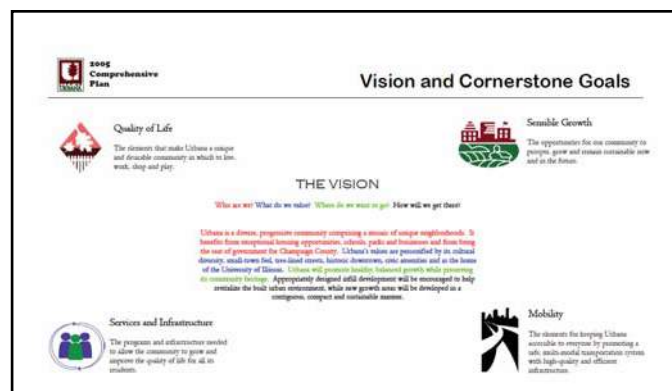 2005
Comprehensive
Plan
URBANA
Vision and Cornerstone Goals
Quality of Life
The elements that make Urbana a unique
and desirable community in which to live,
work, shop and play.
Sensible Growth
The opportunities for our community to
prosper, grow and remain sustainable now
and in the future.
THE VISION
Who are we? What do we value? Where do we want to go? How will we get there?
Urbana is a diverse, progressive community comprising a mosaic of unique neighborhoods. It
benefits from exceptional housing opportunities, schools, parks and businesses and from being
the seat of government for Champaign County. Urbana's values are personified by its cultural
diversity, small-town feel, tree-lined streets, historic downtown, civic amenities and as the home
of the University of Illinois. Urbana will promote healthy, balanced growth while preserving
its community heritage. Appropriately designed infill development will be encouraged to help
revitalize the built urban environment, while new growth areas will be developed in a
contiguous, compact and sustainable manner.
Services and Infrastructure
The programs and infrastructure needed
to allow the community to grow and
improve the quality of life for all its
residents.
Mobility
The elements for keeping Urbana
accessible to everyone by promoting a
safe, multi-modal transportation system
with high-quality and efficient
infrastructure.